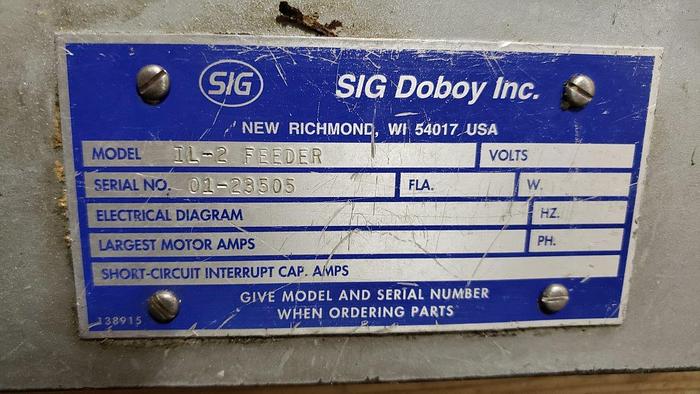 SIG SIG Doboy Inc.
NEW RICHMOND, WI 54017 USA
MODEL IL-2 FEEDER VOLTS
SERIAL NO. 01-23505 FLA. W.
ELECTRICAL DIAGRAM HZ.
LARGEST MOTOR AMPS PH.
SHORT-CIRCUIT INTERRUPT CAP. AMPS
GIVE MODEL AND SERIAL NUMBER
WHEN ORDERING PARTS
138915